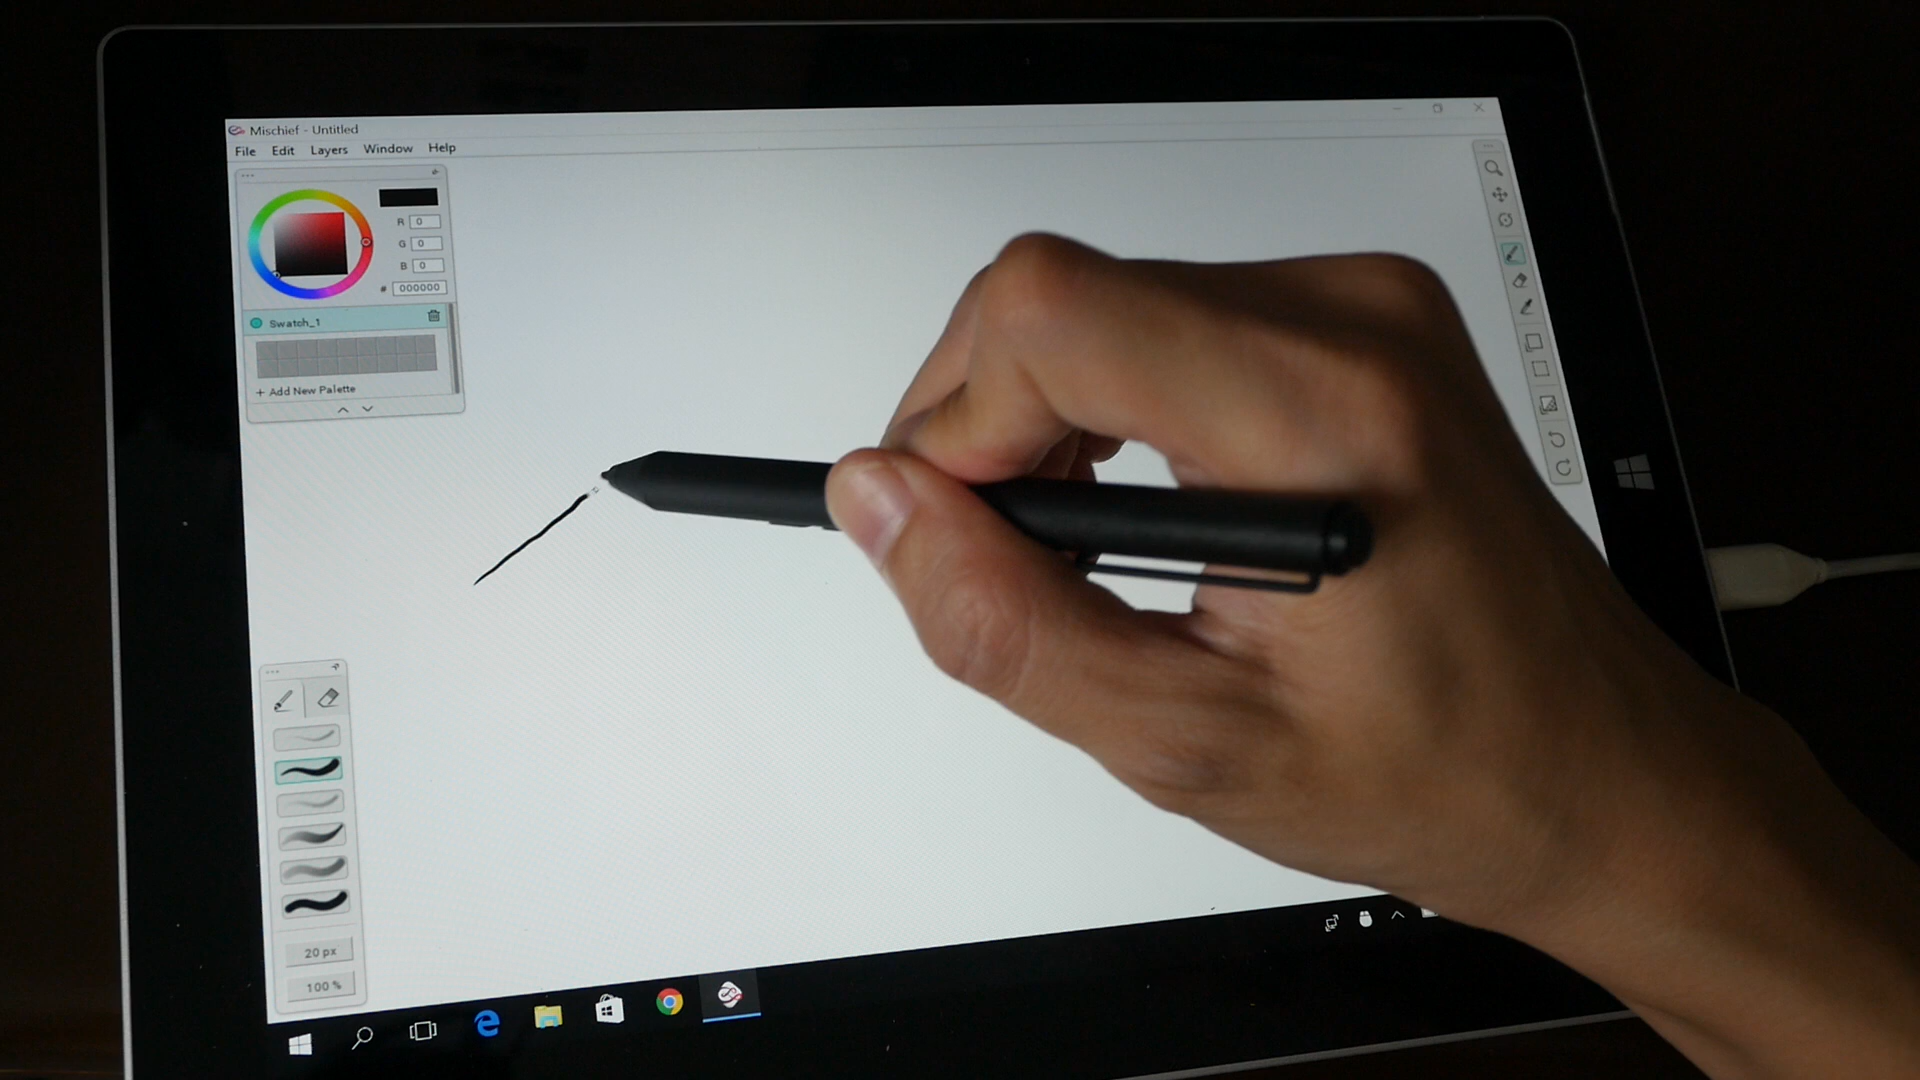 Mischief - Untitled
File Edit Layers Window Help
R 0
G 0
B 0
# 000000
Swatch_1
+ Add New Palette
20 px
100 %